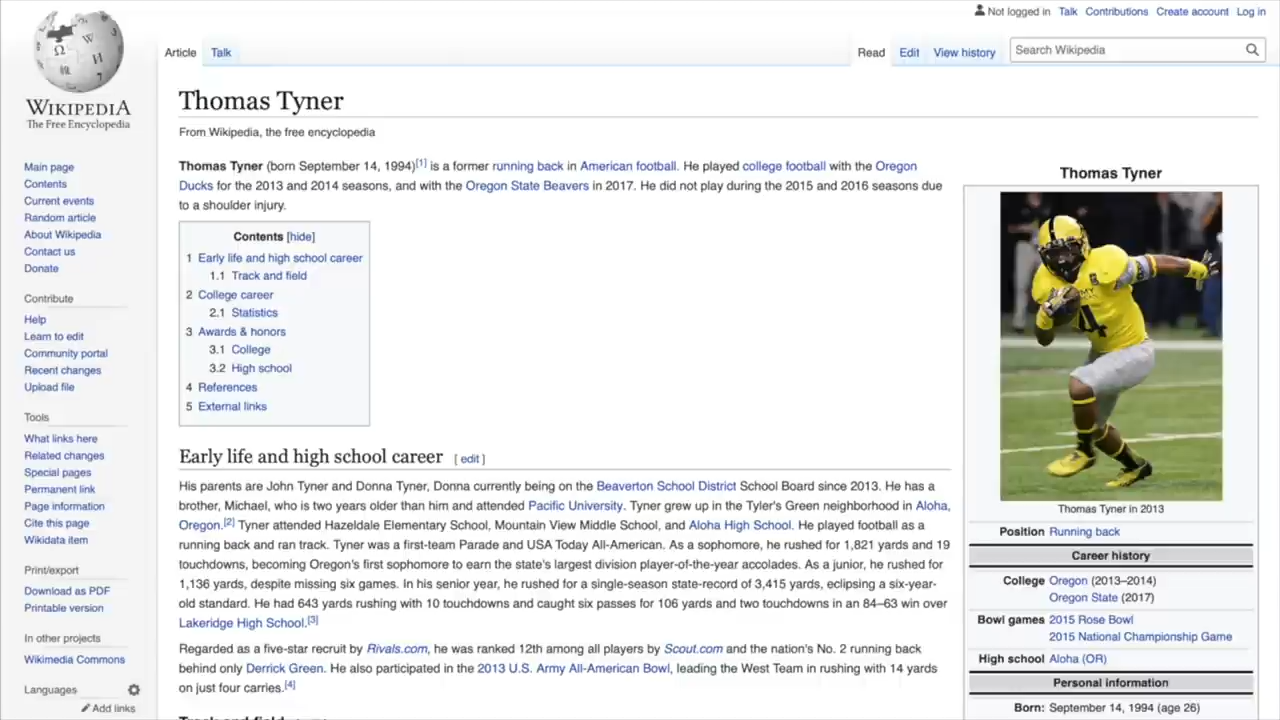 Not logged in Talk Contributions Create account Log in
Article Talk
Read Edit View history
Search Wikipedia
WIKIPEDIA
The Free Encyclopedia
Main page
Contents
Current events
Random article
About Wikipedia
Contact us
Donate
Contribute
Help
Learn to edit
Community portal
Recent changes
Upload file
Tools
What links here
Related changes
Special pages
Permanent link
Page information
Cite this page
Wikidata item
Print/export
Download as PDF
Printable version
In other projects
Wikimedia Commons
Languages
Add links
Thomas Tyner
From Wikipedia, the free encyclopedia
Thomas Tyner (born September 14, 1994)[1] is a former running back in American football. He played college football with the Oregon
Ducks for the 2013 and 2014 seasons, and with the Oregon State Beavers in 2017. He did not play during the 2015 and 2016 seasons due
to a shoulder injury.
Contents [hide]
1 Early life and high school career
1.1 Track and field
2 College career
2.1 Statistics
3 Awards & honors
3.1 College
3.2 High school
4 References
5 External links
Early life and high school career [ edit ]
His parents are John Tyner and Donna Tyner, Donna currently being on the Beaverton School District School Board since 2013. He has a
brother, Michael, who is two years older than him and attended Pacific University. Tyner grew up in the Tyler's Green neighborhood in Aloha,
Oregon.[2] Tyner attended Hazeldale Elementary School, Mountain View Middle School, and Aloha High School. He played football as a
running back and ran track. Tyner was a first-team Parade and USA Today All-American. As a sophomore, he rushed for 1,821 yards and 19
touchdowns, becoming Oregon's first sophomore to earn the state's largest division player-of-the-year accolades. As a junior, he rushed for
1,136 yards, despite missing six games. In his senior year, he rushed for a single-season state-record of 3,415 yards, eclipsing a six-year-
old standard. He had 643 yards rushing with 10 touchdowns and caught six passes for 106 yards and two touchdowns in an 84–63 win over
Lakeridge High School.[3]
Regarded as a five-star recruit by Rivals.com, he was ranked 12th among all players by Scout.com and the nation's No. 2 running back
behind only Derrick Green. He also participated in the 2013 U.S. Army All-American Bowl, leading the West Team in rushing with 14 yards
on just four carries.[4]
Thomas Tyner
4
Thomas Tyner in 2013
Position Running back
Career history
College Oregon (2013–2014)
Oregon State (2017)
Bowl games 2015 Rose Bowl
2015 National Championship Game
High school Aloha (OR)
Personal information
Born: September 14, 1994 (age 26)